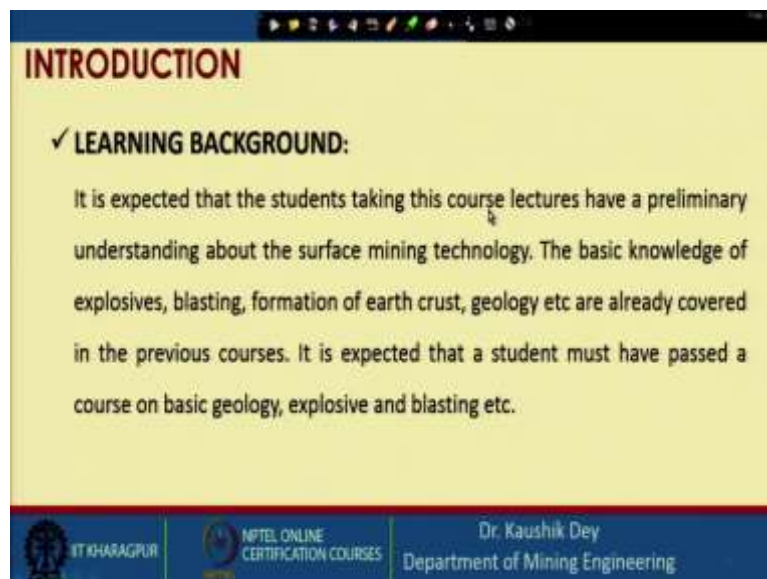 INTRODUCTION
✓ LEARNING BACKGROUND:
It is expected that the students taking this course lectures have a preliminary
understanding about the surface mining technology. The basic knowledge of
explosives, blasting, formation of earth crust, geology etc are already covered
in the previous courses. It is expected that a student must have passed a
course on basic geology, explosive and blasting etc.
IIT KHARAGPUR
NPTEL ONLINE
CERTIFICATION COURSES
Dr. Kaushik Dey
Department of Mining Engineering